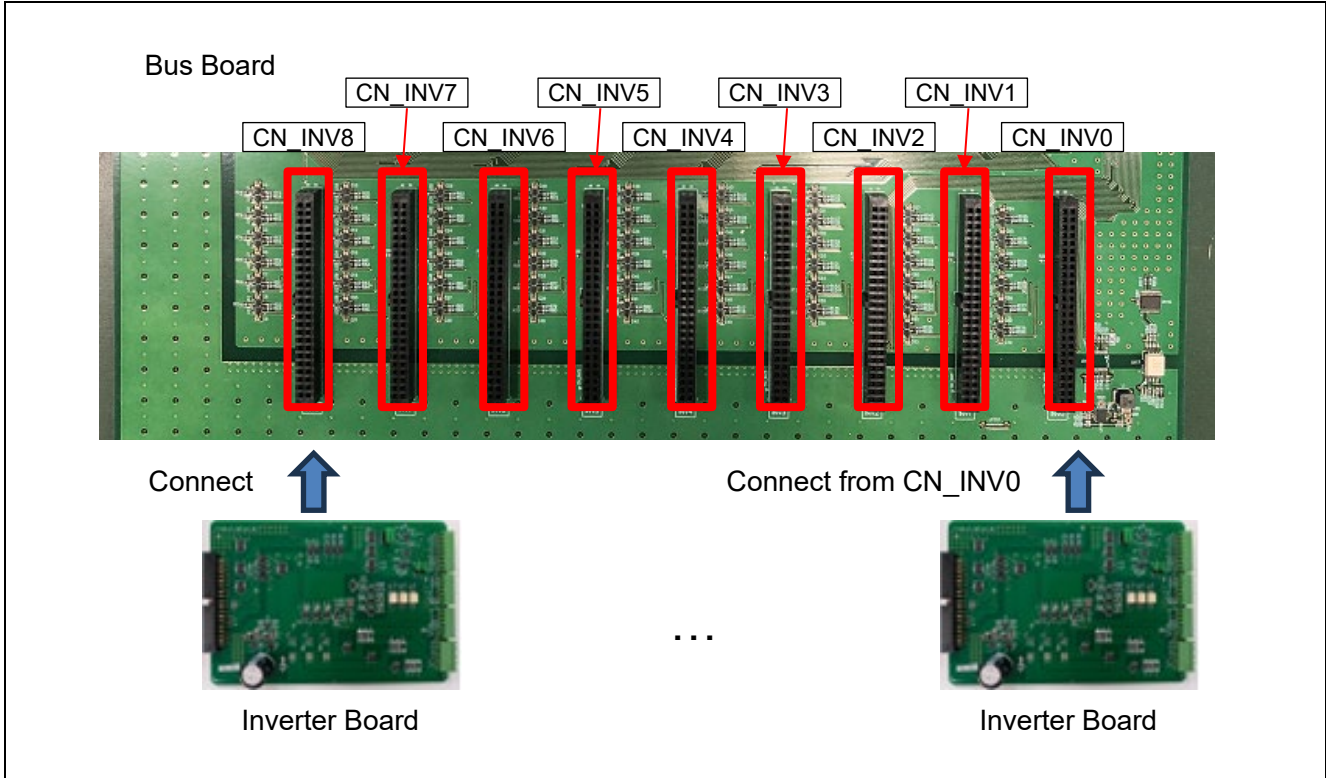 Bus Board
CN_INV7 CN_INV5 CN_INV3 CN_INV1
CN_INV8 CN_INV6 CN_INV4 CN_INV2 CN_INV0
Connect
Connect from CN_INV0
...
Inverter Board
Inverter Board